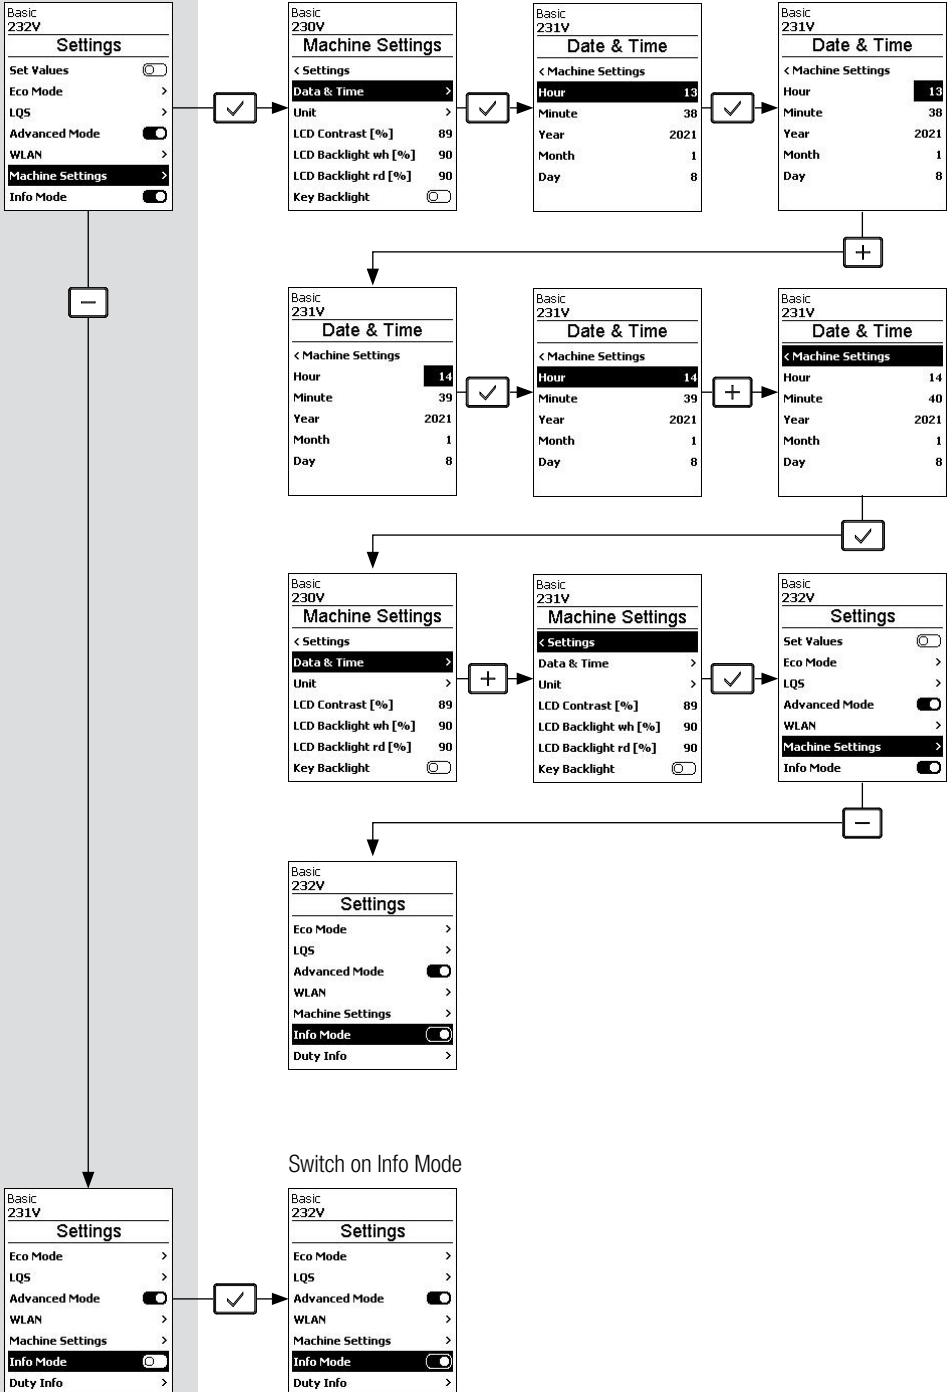 Basic
232V
Settings
Set Values
Eco Mode >
LQS >
Advanced Mode
WLAN >
Machine Settings >
Info Mode
Basic
230V
Machine Settings
< Settings
Data & Time >
Unit >
LCD Contrast [%] 89
LCD Backlight wh [%] 90
LCD Backlight rd [%] 90
Key Backlight
Basic
231V
Date & Time
< Machine Settings
Hour 13
Minute 38
Year 2021
Month 1
Day 8
Basic
231V
Date & Time
< Machine Settings
Hour 13
Minute 38
Year 2021
Month 1
Day 8
+
−
Basic
231V
Date & Time
< Machine Settings
Hour 14
Minute 39
Year 2021
Month 1
Day 8
Basic
231V
Date & Time
< Machine Settings
Hour 14
Minute 39
Year 2021
Month 1
Day 8
+
Basic
231V
Date & Time
< Machine Settings
Hour 14
Minute 40
Year 2021
Month 1
Day 8
Basic
230V
Machine Settings
< Settings
Data & Time >
Unit >
LCD Contrast [%] 89
LCD Backlight wh [%] 90
LCD Backlight rd [%] 90
Key Backlight
+
Basic
231V
Machine Settings
< Settings
Data & Time >
Unit >
LCD Contrast [%] 89
LCD Backlight wh [%] 90
LCD Backlight rd [%] 90
Key Backlight
Basic
232V
Settings
Set Values
Eco Mode >
LQS >
Advanced Mode
WLAN >
Machine Settings >
Info Mode
−
Basic
232V
Settings
Eco Mode >
LQS >
Advanced Mode
WLAN >
Machine Settings >
Info Mode
Duty Info >
Switch on Info Mode
Basic
231V
Settings
Eco Mode >
LQS >
Advanced Mode
WLAN >
Machine Settings >
Info Mode
Duty Info >
Basic
232V
Settings
Eco Mode >
LQS >
Advanced Mode
WLAN >
Machine Settings >
Info Mode
Duty Info >